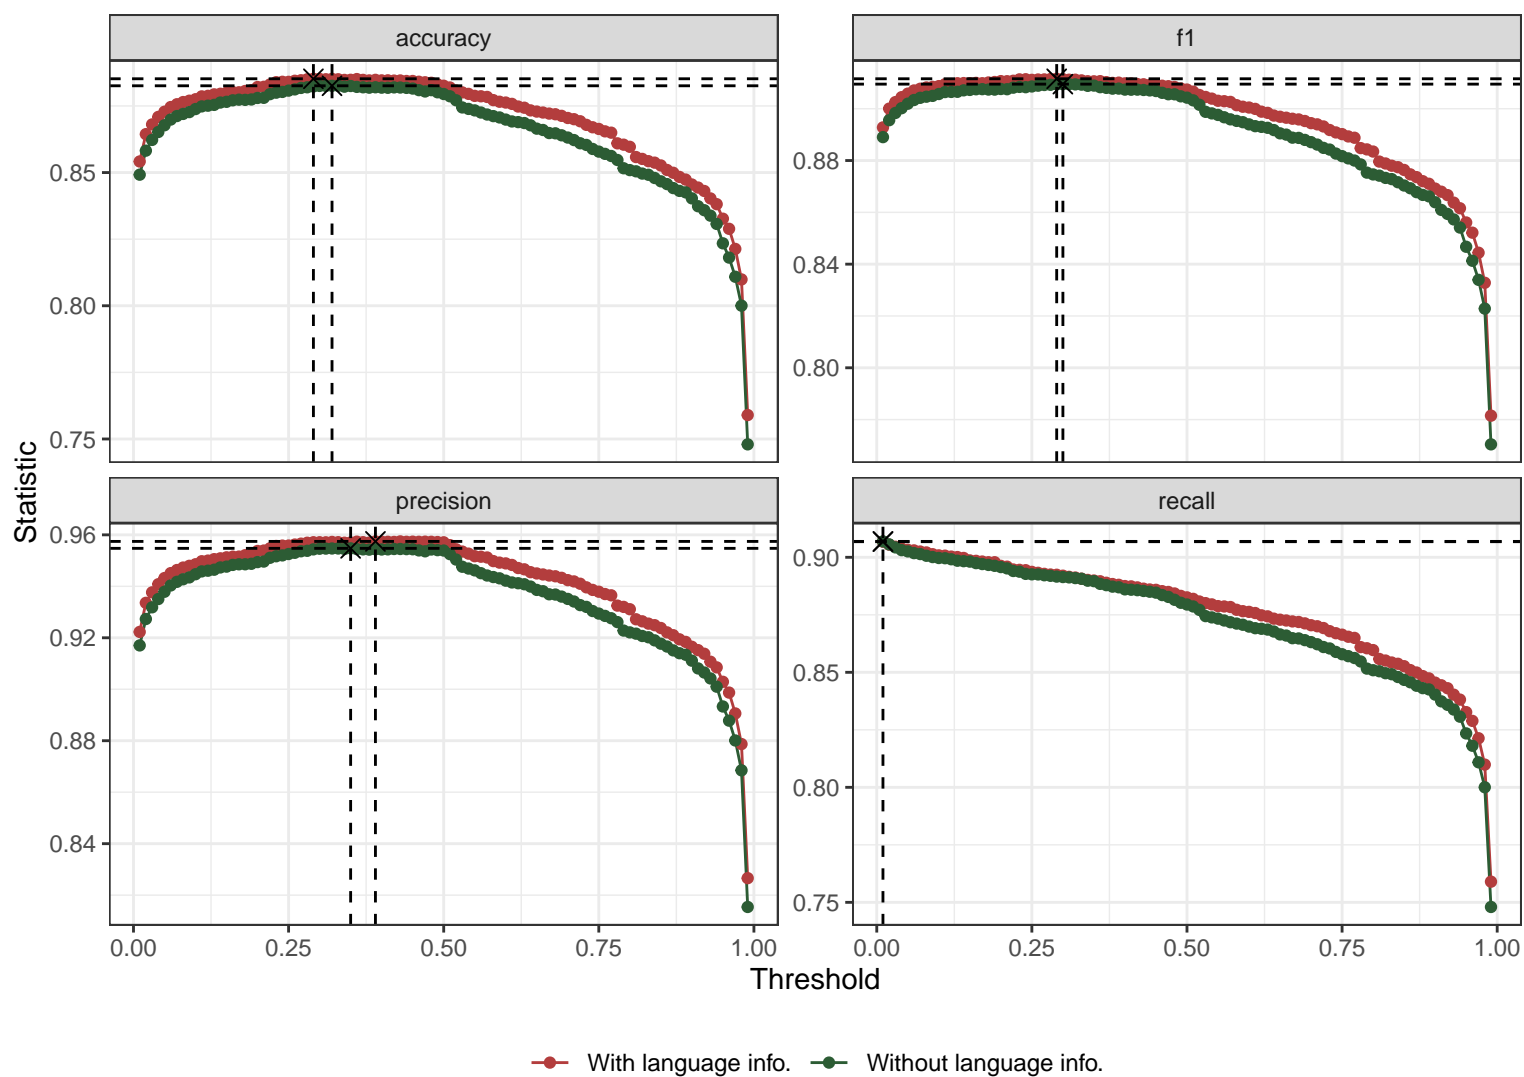 accuracy
f1
0.85
0.80
0.75
0.88
0.84
0.80
Statistic
precision
recall
0.96
0.92
0.88
0.84
0.90
0.85
0.80
0.75
0.00 0.25 0.50 0.75 1.00
0.00 0.25 0.50 0.75 1.00
Threshold
With language info. Without language info.